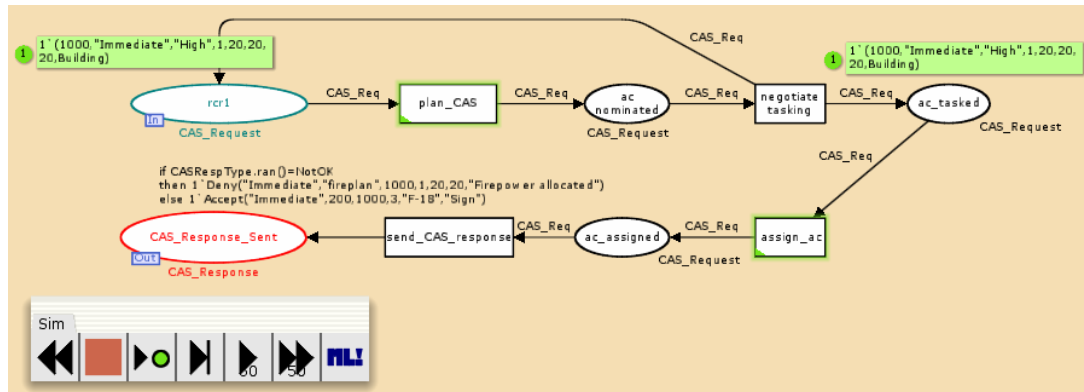 CAS_Req
1
1`(1000,"Immediate","High",1,20,20,
20,Building)
1
1`(1000,"Immediate","High",1,20,20,
20,Building)
rcr1
In
CAS_Request
CAS_Req
plan_CAS
CAS_Req
ac
nominated
CAS_Request
CAS_Req
negotiate
tasking
CAS_Req
ac_tasked
CAS_Request
CAS_Req
if CASRespType.ran()=NotOK
then 1`Deny("Immediate","fireplan",1000,1,20,20,"Firepower allocated")
else 1`Accept("Immediate",200,1000,3,"F-18","Sign")
CAS_Response_Sent
Out
CAS_Response
send_CAS_response
CAS_Req
ac_assigned
CAS_Request
CAS_Req
assign_ac
Sim
50
ML!